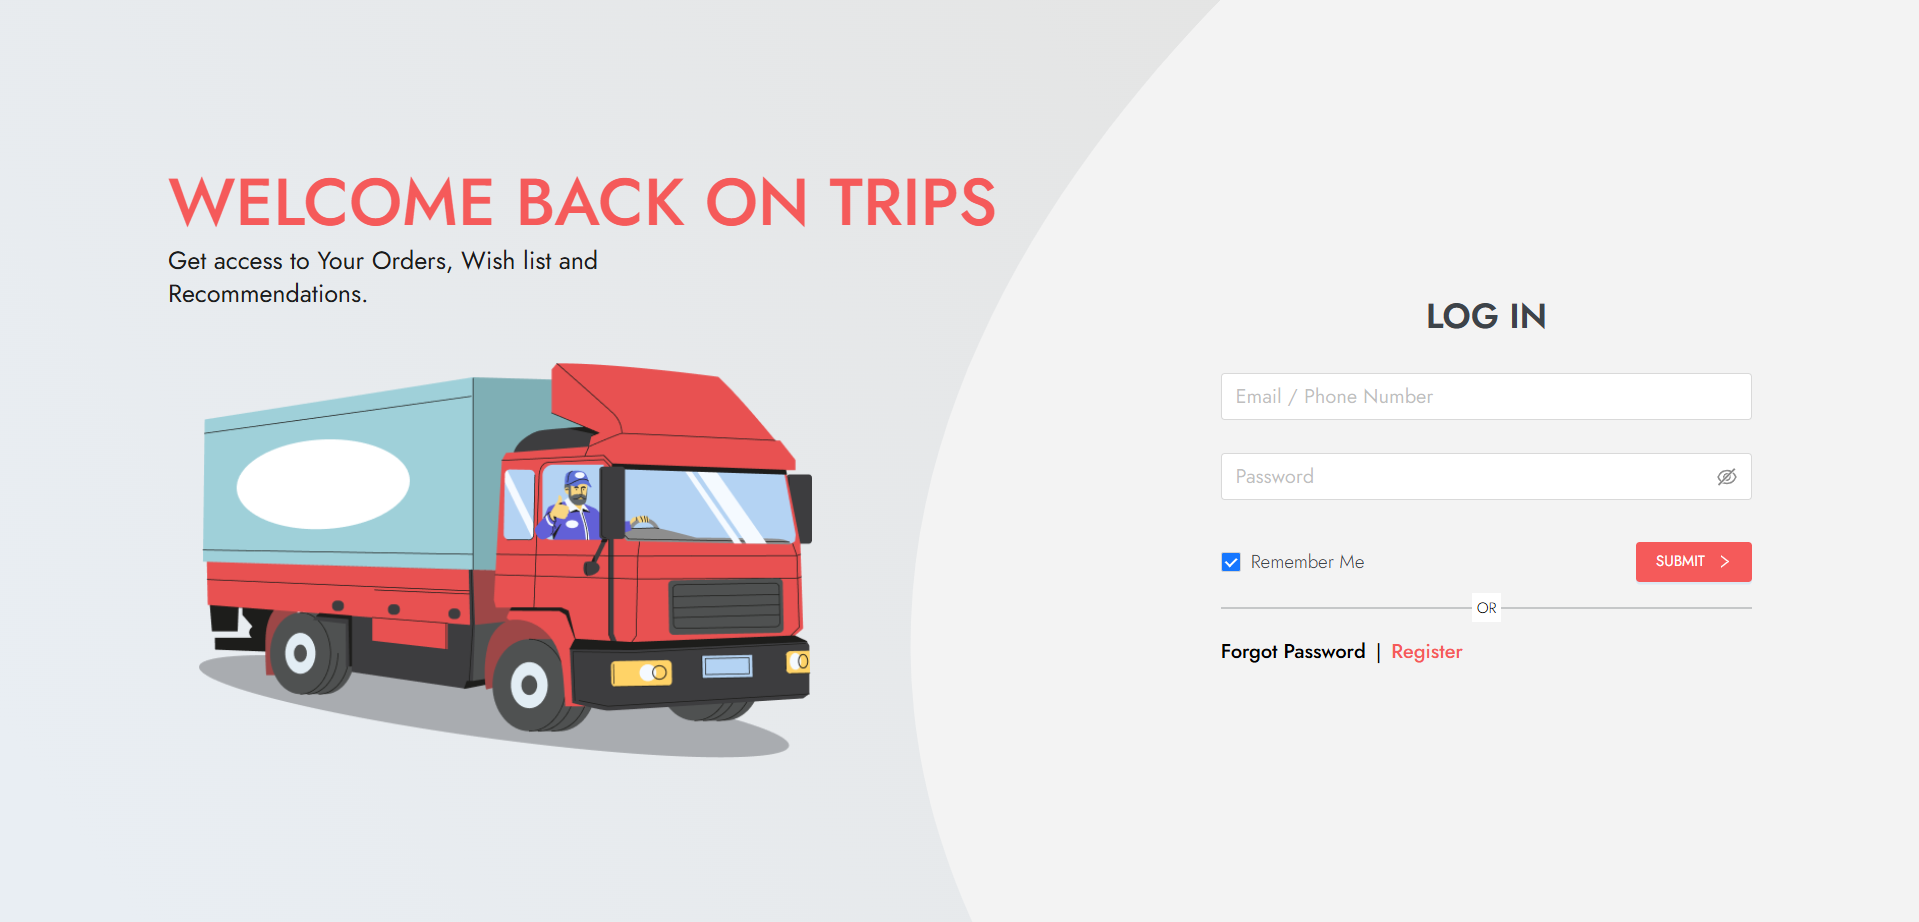 WELCOME BACK ON TRIPS
Get access to Your Orders, Wish list and
Recommendations.
LOG IN
Email / Phone Number
Password
Remember Me
SUBMIT
OR
Forgot Password | Register